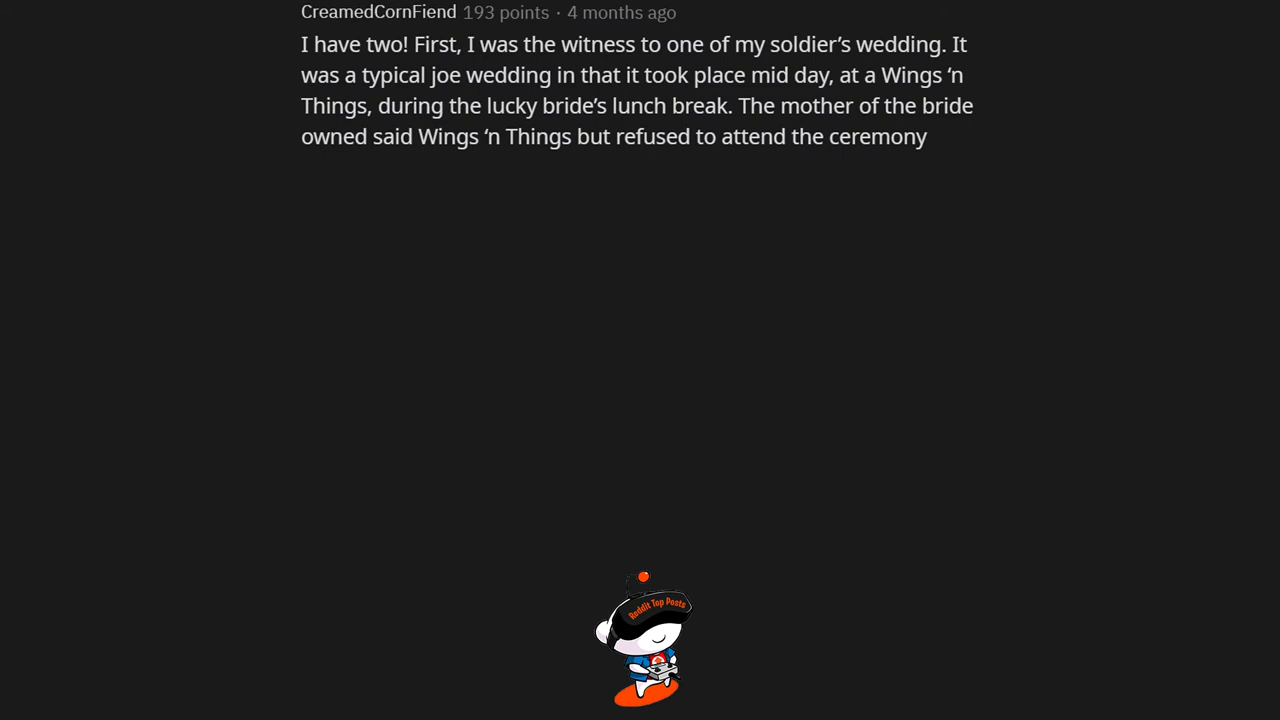 CreamedCornFiend 193 points · 4 months ago
I have two! First, I was the witness to one of my soldier’s wedding. It
was a typical joe wedding in that it took place mid day, at a Wings ‘n
Things, during the lucky bride’s lunch break. The mother of the bride
owned said Wings ‘n Things but refused to attend the ceremony
Reddit Top Posts